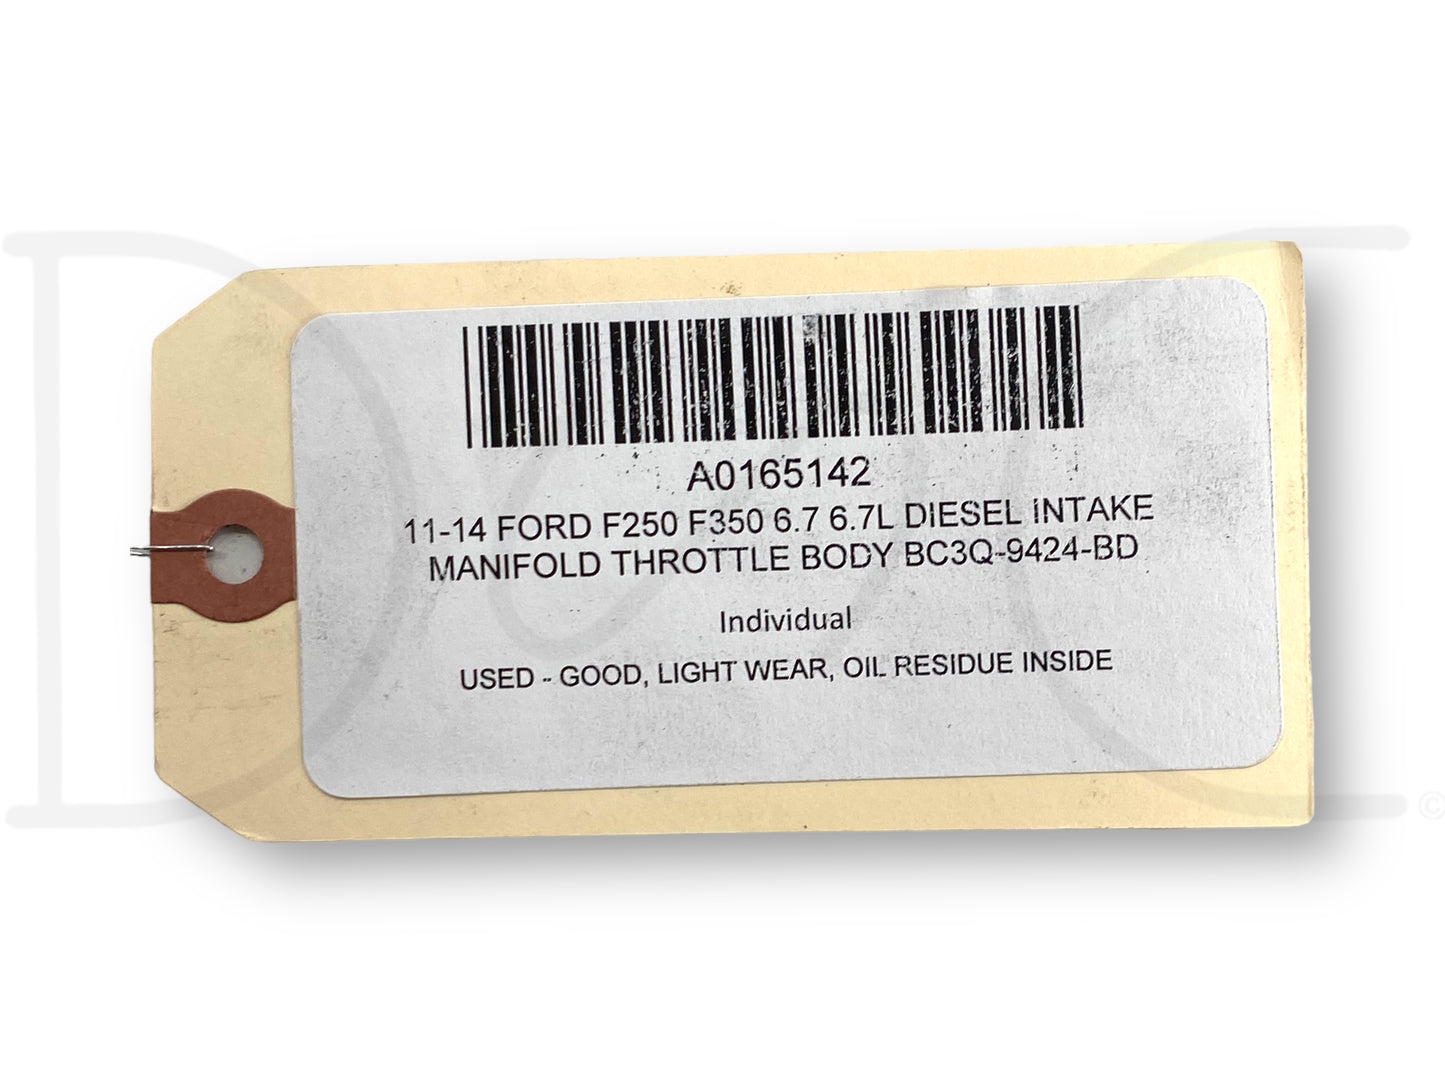 A0165142
11-14 FORD F250 F350 6.7 6.7L DIESEL INTAKE
MANIFOLD THROTTLE BODY BC3Q-9424-BD
Individual
USED - GOOD, LIGHT WEAR, OIL RESIDUE INSIDE
©